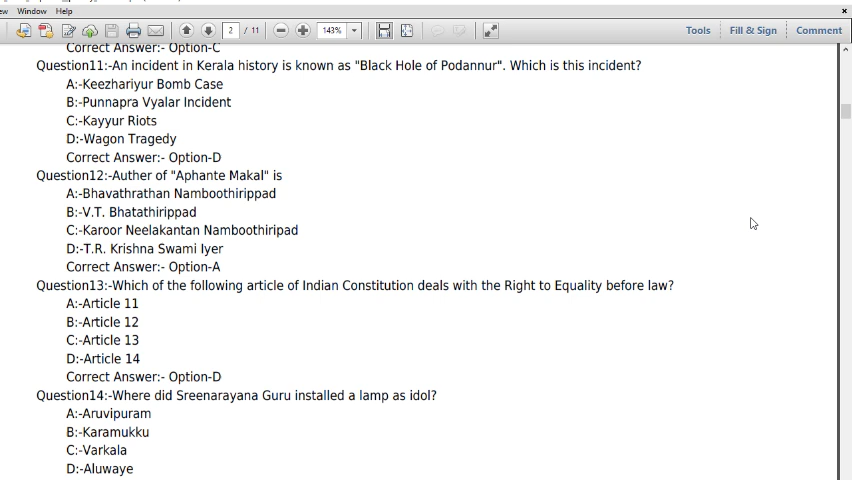 ew Window Help
2 / 11 143% Tools Fill & Sign Comment
Correct Answer:- Option-C
Question11:-An incident in Kerala history is known as "Black Hole of Podannur". Which is this incident?
A:-Keezhariyur Bomb Case
B:-Punnapra Vyalar Incident
C:-Kayyur Riots
D:-Wagon Tragedy
Correct Answer:- Option-D
Question12:-Auther of "Aphante Makal" is
A:-Bhavathrathan Namboothirippad
B:-V.T. Bhatathirippad
C:-Karoor Neelakantan Namboothiripad
D:-T.R. Krishna Swami Iyer
Correct Answer:- Option-A
Question13:-Which of the following article of Indian Constitution deals with the Right to Equality before law?
A:-Article 11
B:-Article 12
C:-Article 13
D:-Article 14
Correct Answer:- Option-D
Question14:-Where did Sreenarayana Guru installed a lamp as idol?
A:-Aruvipuram
B:-Karamukku
C:-Varkala
D:-Aluwaye